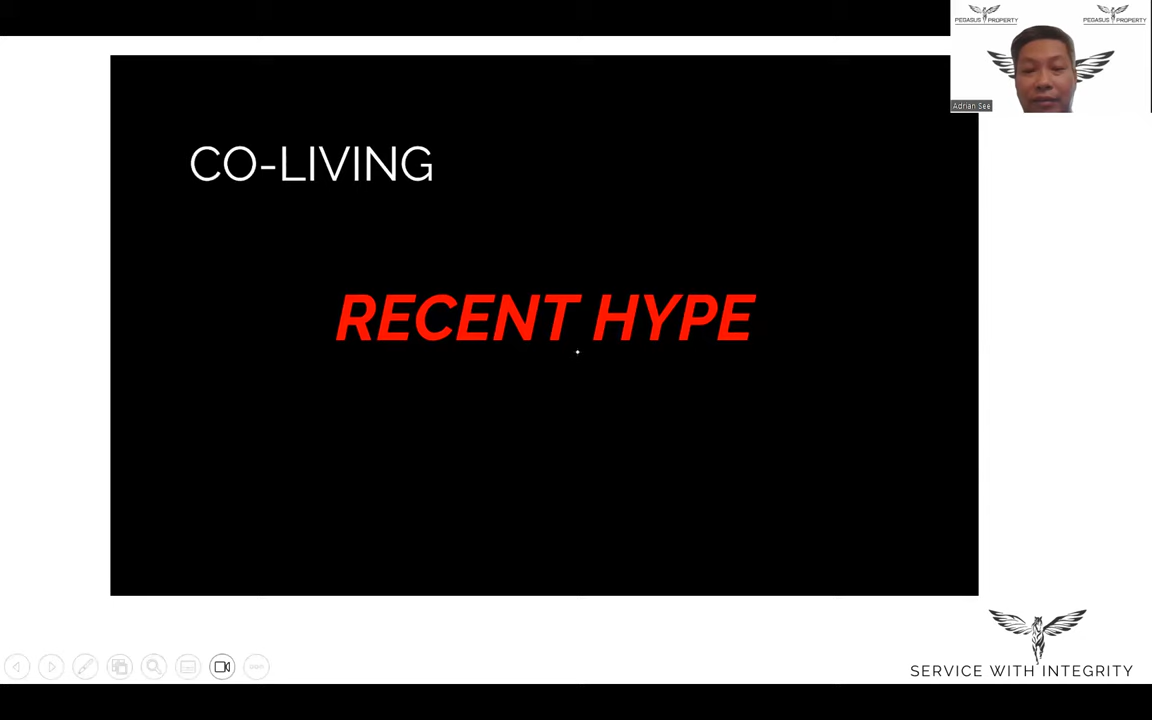 PEGASUS PROPERTY
PEGASUS PROPERTY
Adrian See
CO-LIVING
RECENT HYPE
SERVICE WITH INTEGRITY